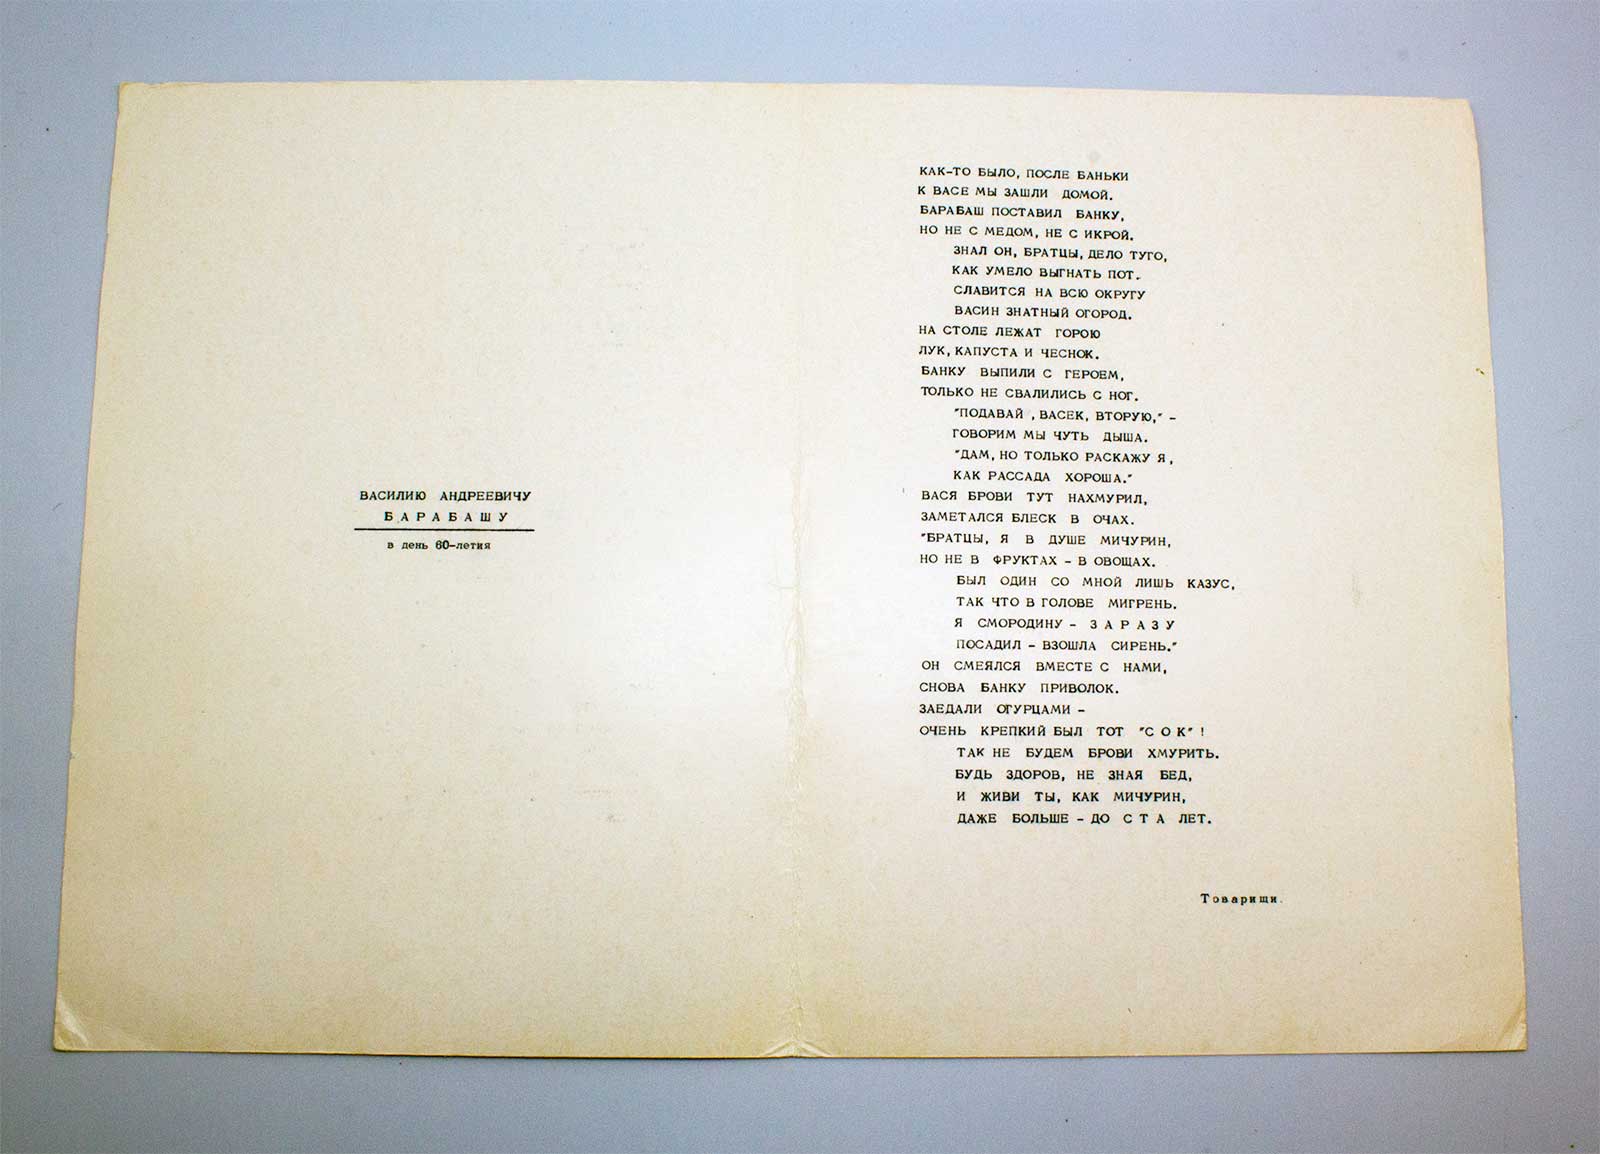 ВАСИЛИЮ АНДРЕЕВИЧУ
Б А Р А Б А Ш У
в день 60-летия
КАК-ТО БЫЛО, ПОСЛЕ БАНЬКИ
К ВАСЕ МЫ ЗАШЛИ ДОМОЙ.
БАРАБАШ ПОСТАВИЛ БАНКУ,
НО НЕ С МЕДОМ, НЕ С ИКРОЙ.
ЗНАЛ ОН, БРАТЦЫ, ДЕЛО ТУГО,
КАК УМЕЛО ВЫГНАТЬ ПОТ.
СЛАВИТСЯ НА ВСЮ ОКРУГУ
ВАСИН ЗНАТНЫЙ ОГОРОД.
НА СТОЛЕ ЛЕЖАТ ГОРОЮ
ЛУК, КАПУСТА И ЧЕСНОК.
БАНКУ ВЫПИЛИ С ГЕРОЕМ,
ТОЛЬКО НЕ СВАЛИЛИСЬ С НОГ.
"ПОДАВАЙ , ВАСЕК, ВТОРУЮ," -
ГОВОРИМ МЫ ЧУТЬ ДЫША.
"ДАМ, НО ТОЛЬКО РАСКАЖУ Я,
КАК РАССАДА ХОРОША."
ВАСЯ БРОВИ ТУТ НАХМУРИЛ,
ЗАМЕТАЛСЯ БЛЕСК В ОЧАХ.
"БРАТЦЫ, Я В ДУШЕ МИЧУРИН,
НО НЕ В ФРУКТАХ - В ОВОЩАХ.
БЫЛ ОДИН СО МНОЙ ЛИШЬ КАЗУС,
ТАК ЧТО В ГОЛОВЕ МИГРЕНЬ.
Я СМОРОДИНУ - З А Р А З У
ПОСАДИЛ - ВЗОШЛА СИРЕНЬ."
ОН СМЕЯЛСЯ ВМЕСТЕ С НАМИ,
СНОВА БАНКУ ПРИВОЛОК.
ЗАЕДАЛИ ОГУРЦАМИ -
ОЧЕНЬ КРЕПКИЙ БЫЛ ТОТ "С О К" !
ТАК НЕ БУДЕМ БРОВИ ХМУРИТЬ.
БУДЬ ЗДОРОВ, НЕ ЗНАЯ БЕД,
И ЖИВИ ТЫ, КАК МИЧУРИН,
ДАЖЕ БОЛЬШЕ - ДО С Т А ЛЕТ.
Товарищи.